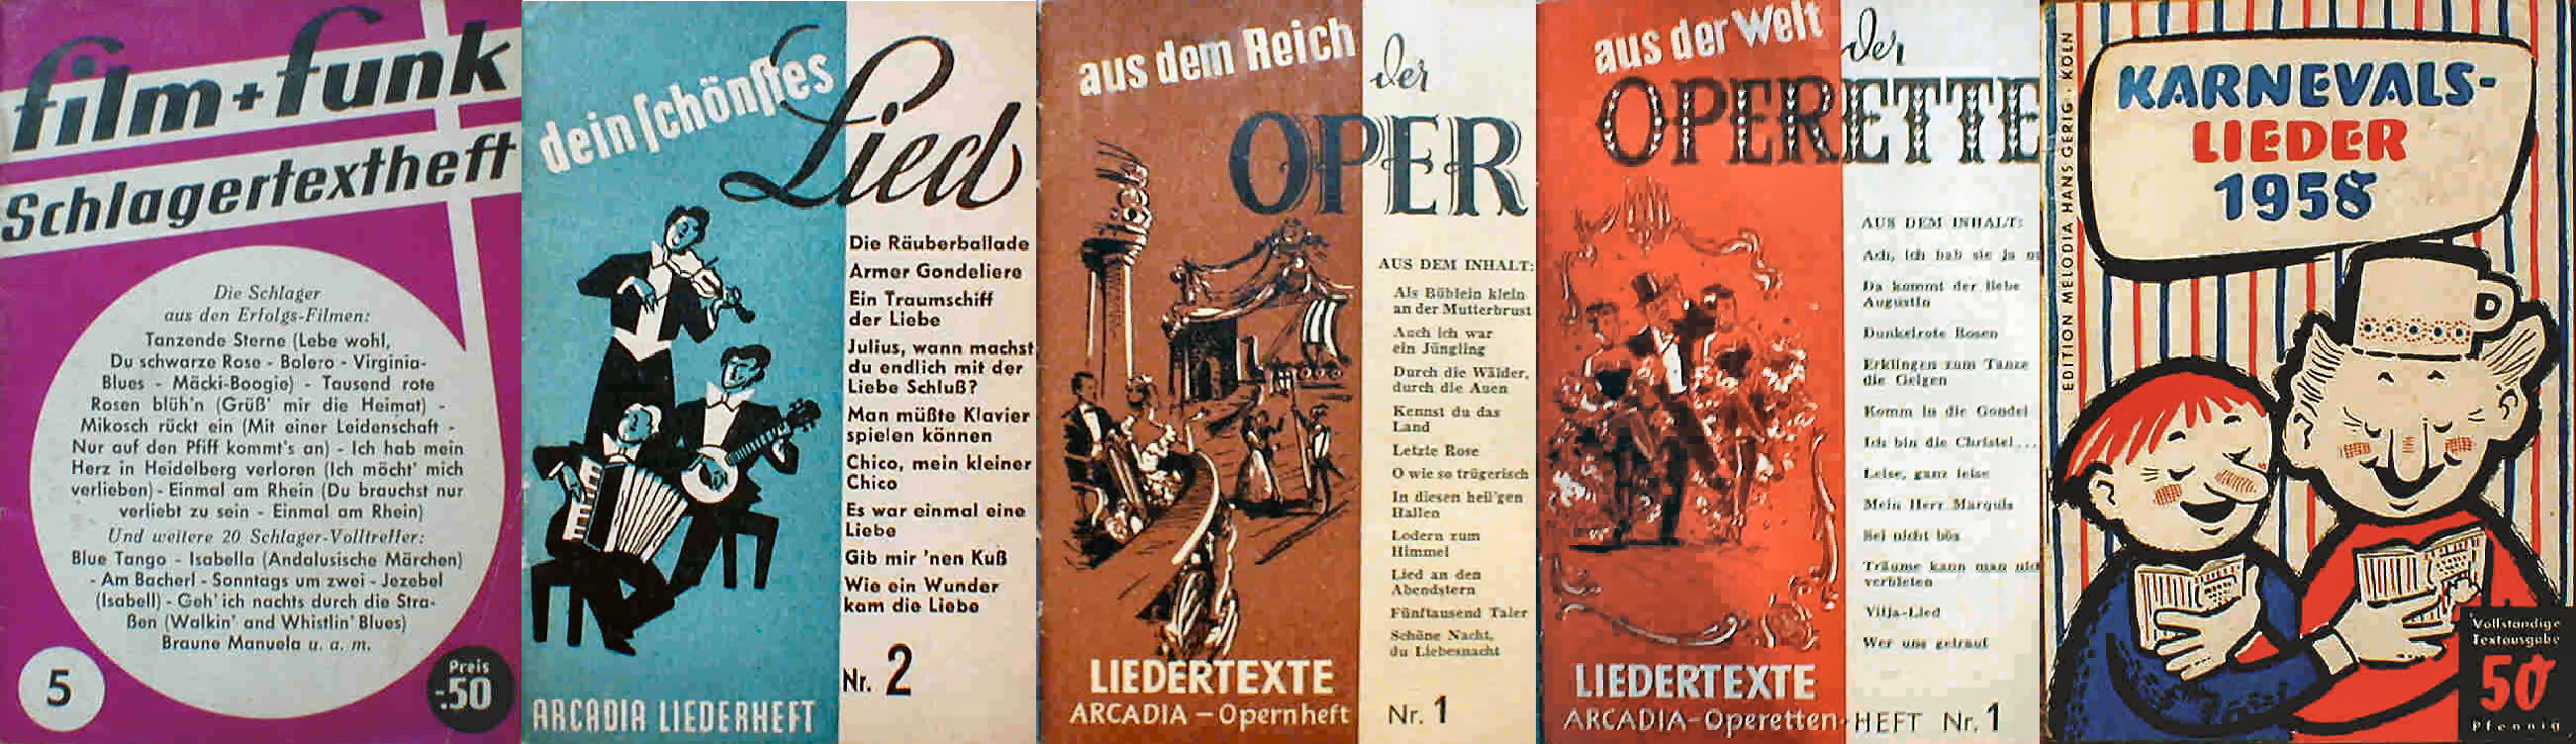 film + funk
Schlagertextheft
Die Schlager
aus den Erfolgs-Filmen:
Tanzende Sterne (Lebe wohl,
Du schwarze Rose - Bolero - Virginia-
Blues - Mäcki-Boogie) - Tausend rote
Rosen blüh'n (Grüß' mir die Heimat) -
Mikosch rückt ein (Mit einer Leidenschaft -
Nur auf den Pfiff kommt's an) - Ich hab mein
Herz in Heidelberg verloren (Ich möcht' mich
verlieben) - Einmal am Rhein (Du brauchst nur
verliebt zu sein - Einmal am Rhein)
Und weitere 20 Schlager-Volltreffer:
Blue Tango - Isabella (Andalusische Märchen)
- Am Bacherl - Sonntags um zwei - Jezebel
(Isabell) - Geh' ich nachts durch die Stra-
ßen (Walkin' and Whistlin' Blues)
Braune Manuela u. a. m.
5
Preis
-.50
dein schönstes
Lied
Die Räuberballade
Armer Gondeliere
Ein Traumschiff
der Liebe
Julius, wann machst
du endlich mit der
Liebe Schluß?
Man müßte Klavier
spielen können
Chico, mein kleiner
Chico
Es war einmal eine
Liebe
Gib mir 'nen Kuß
Wie ein Wunder
kam die Liebe
Nr. 2
ARCADIA LIEDERHEFT
aus dem Reich
der
OPER
AUS DEM INHALT:
Als Büblein klein
an der Mutterbrust
Auch ich war
ein Jüngling
Durch die Wälder,
durch die Auen
Kennst du das
Land
Letzte Rose
O wie so trügerisch
In diesen heil'gen
Hallen
Lodern zum
Himmel
Lied an den
Abendstern
Fünftausend Taler
Schöne Nacht,
du Liebesnacht
LIEDERTEXTE
ARCADIA – Opernheft
Nr. 1
aus der Welt
der
OPERETTE
AUS DEM INHALT:
Ach, ich hab sie ja
Da kommt der liebe
Augustin
Dunkelrote Rosen
Erklingen zum Tanze
die Geigen
Komm in die Gondel
Ich bin die Christel...
Leise, ganz leise
Mein Herr Marquis
Sei nicht bös
Träume kann man
verbieten
Vilja-Lied
Wer uns getraut
LIEDERTEXTE
ARCADIA-Operetten-HEFT Nr. 1
EDITION MELODIA HANS GERIG · KÖLN
KARNEVALS-
LIEDER
1958
Vollständige
Textausgabe
50
Pfennig